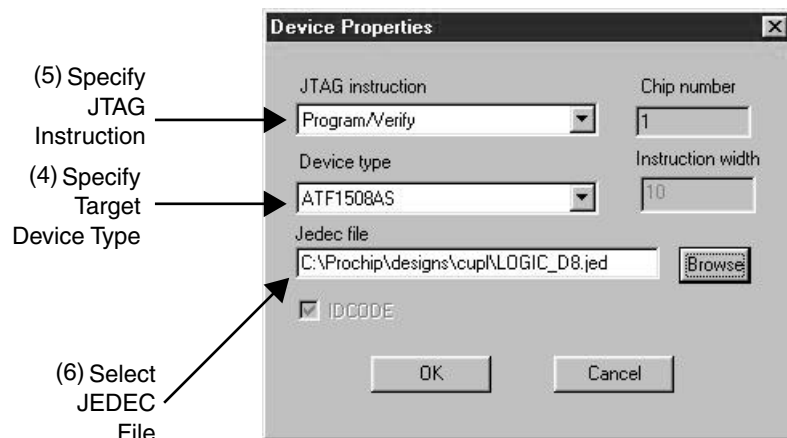 Device Properties
(5) Specify
JTAG
Instruction
JTAG instruction
Program/Verify
Chip number
1
(4) Specify
Target
Device Type
Device type
ATF1508AS
Instruction width
10
Jedec file
C:\Prochip\designs\cupl\LOGIC_D8.jed
Browse
IDCODE
(6) Select
JEDEC
File
OK
Cancel